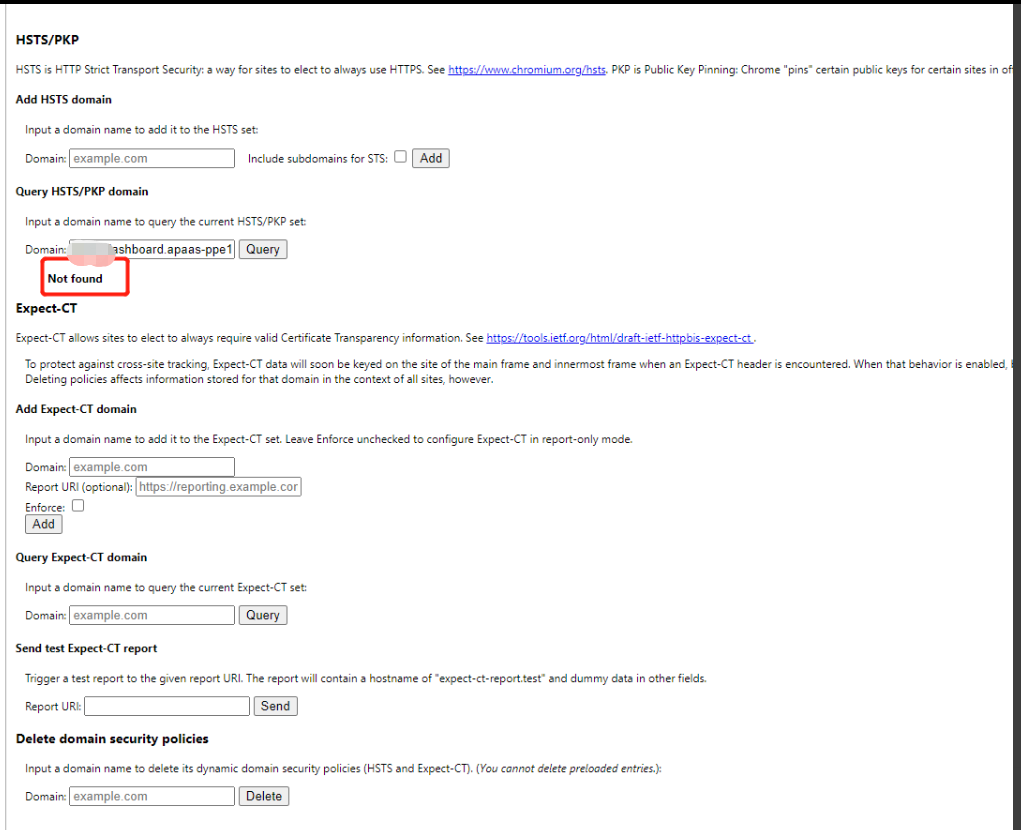 HSTS/PKP
HSTS is HTTP Strict Transport Security: a way for sites to elect to always use HTTPS. See https://www.chromium.org/hsts. PKP is Public Key Pinning: Chrome "pins" certain public keys for certain sites in
Add HSTS domain
Input a domain name to add it to the HSTS set:
Domain: example.com Include subdomains for STS: Add
Query HSTS/PKP domain
Input a domain name to query the current HSTS/PKP set:
Domain: ashboard.apaas-ppe1 Query
Not found
Expect-CT
Expect-CT allows sites to elect to always require valid Certificate Transparency information. See https://tools.ietf.org/html/draft-ietf-httpbis-expect-ct .
To protect against cross-site tracking, Expect-CT data will soon be keyed on the site of the main frame and innermost frame when an Expect-CT header is encountered. When that behavior is enabled,
Deleting policies affects information stored for that domain in the context of all sites, however.
Add Expect-CT domain
Input a domain name to add it to the Expect-CT set. Leave Enforce unchecked to configure Expect-CT in report-only mode.
Domain: example.com
Report URI (optional): https://reporting.example.cor
Enforce:
Add
Query Expect-CT domain
Input a domain name to query the current Expect-CT set:
Domain: example.com Query
Send test Expect-CT report
Trigger a test report to the given report URI. The report will contain a hostname of "expect-ct-report.test" and dummy data in other fields.
Report URI: Send
Delete domain security policies
Input a domain name to delete its dynamic domain security policies (HSTS and Expect-CT). (You cannot delete preloaded entries.):
Domain: example.com Delete